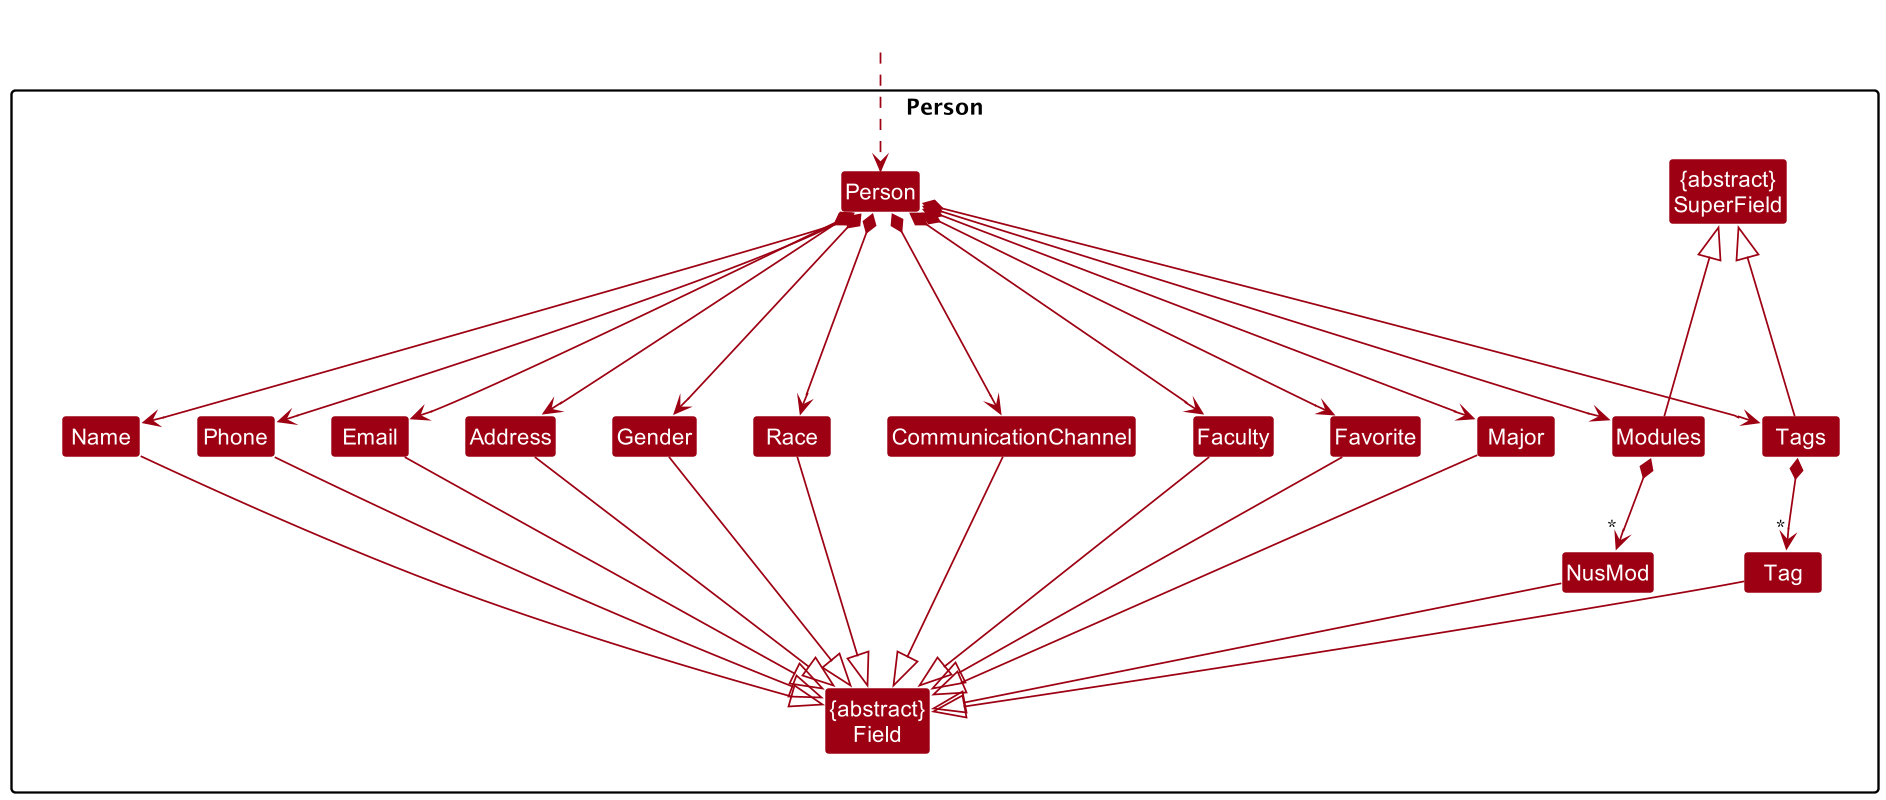 Person
Person
{abstract}
SuperField
Name
Phone
Email
Address
Gender
Race
CommunicationChannel
Faculty
Favorite
Major
Modules
Tags
*
*
NusMod
Tag
{abstract}
Field